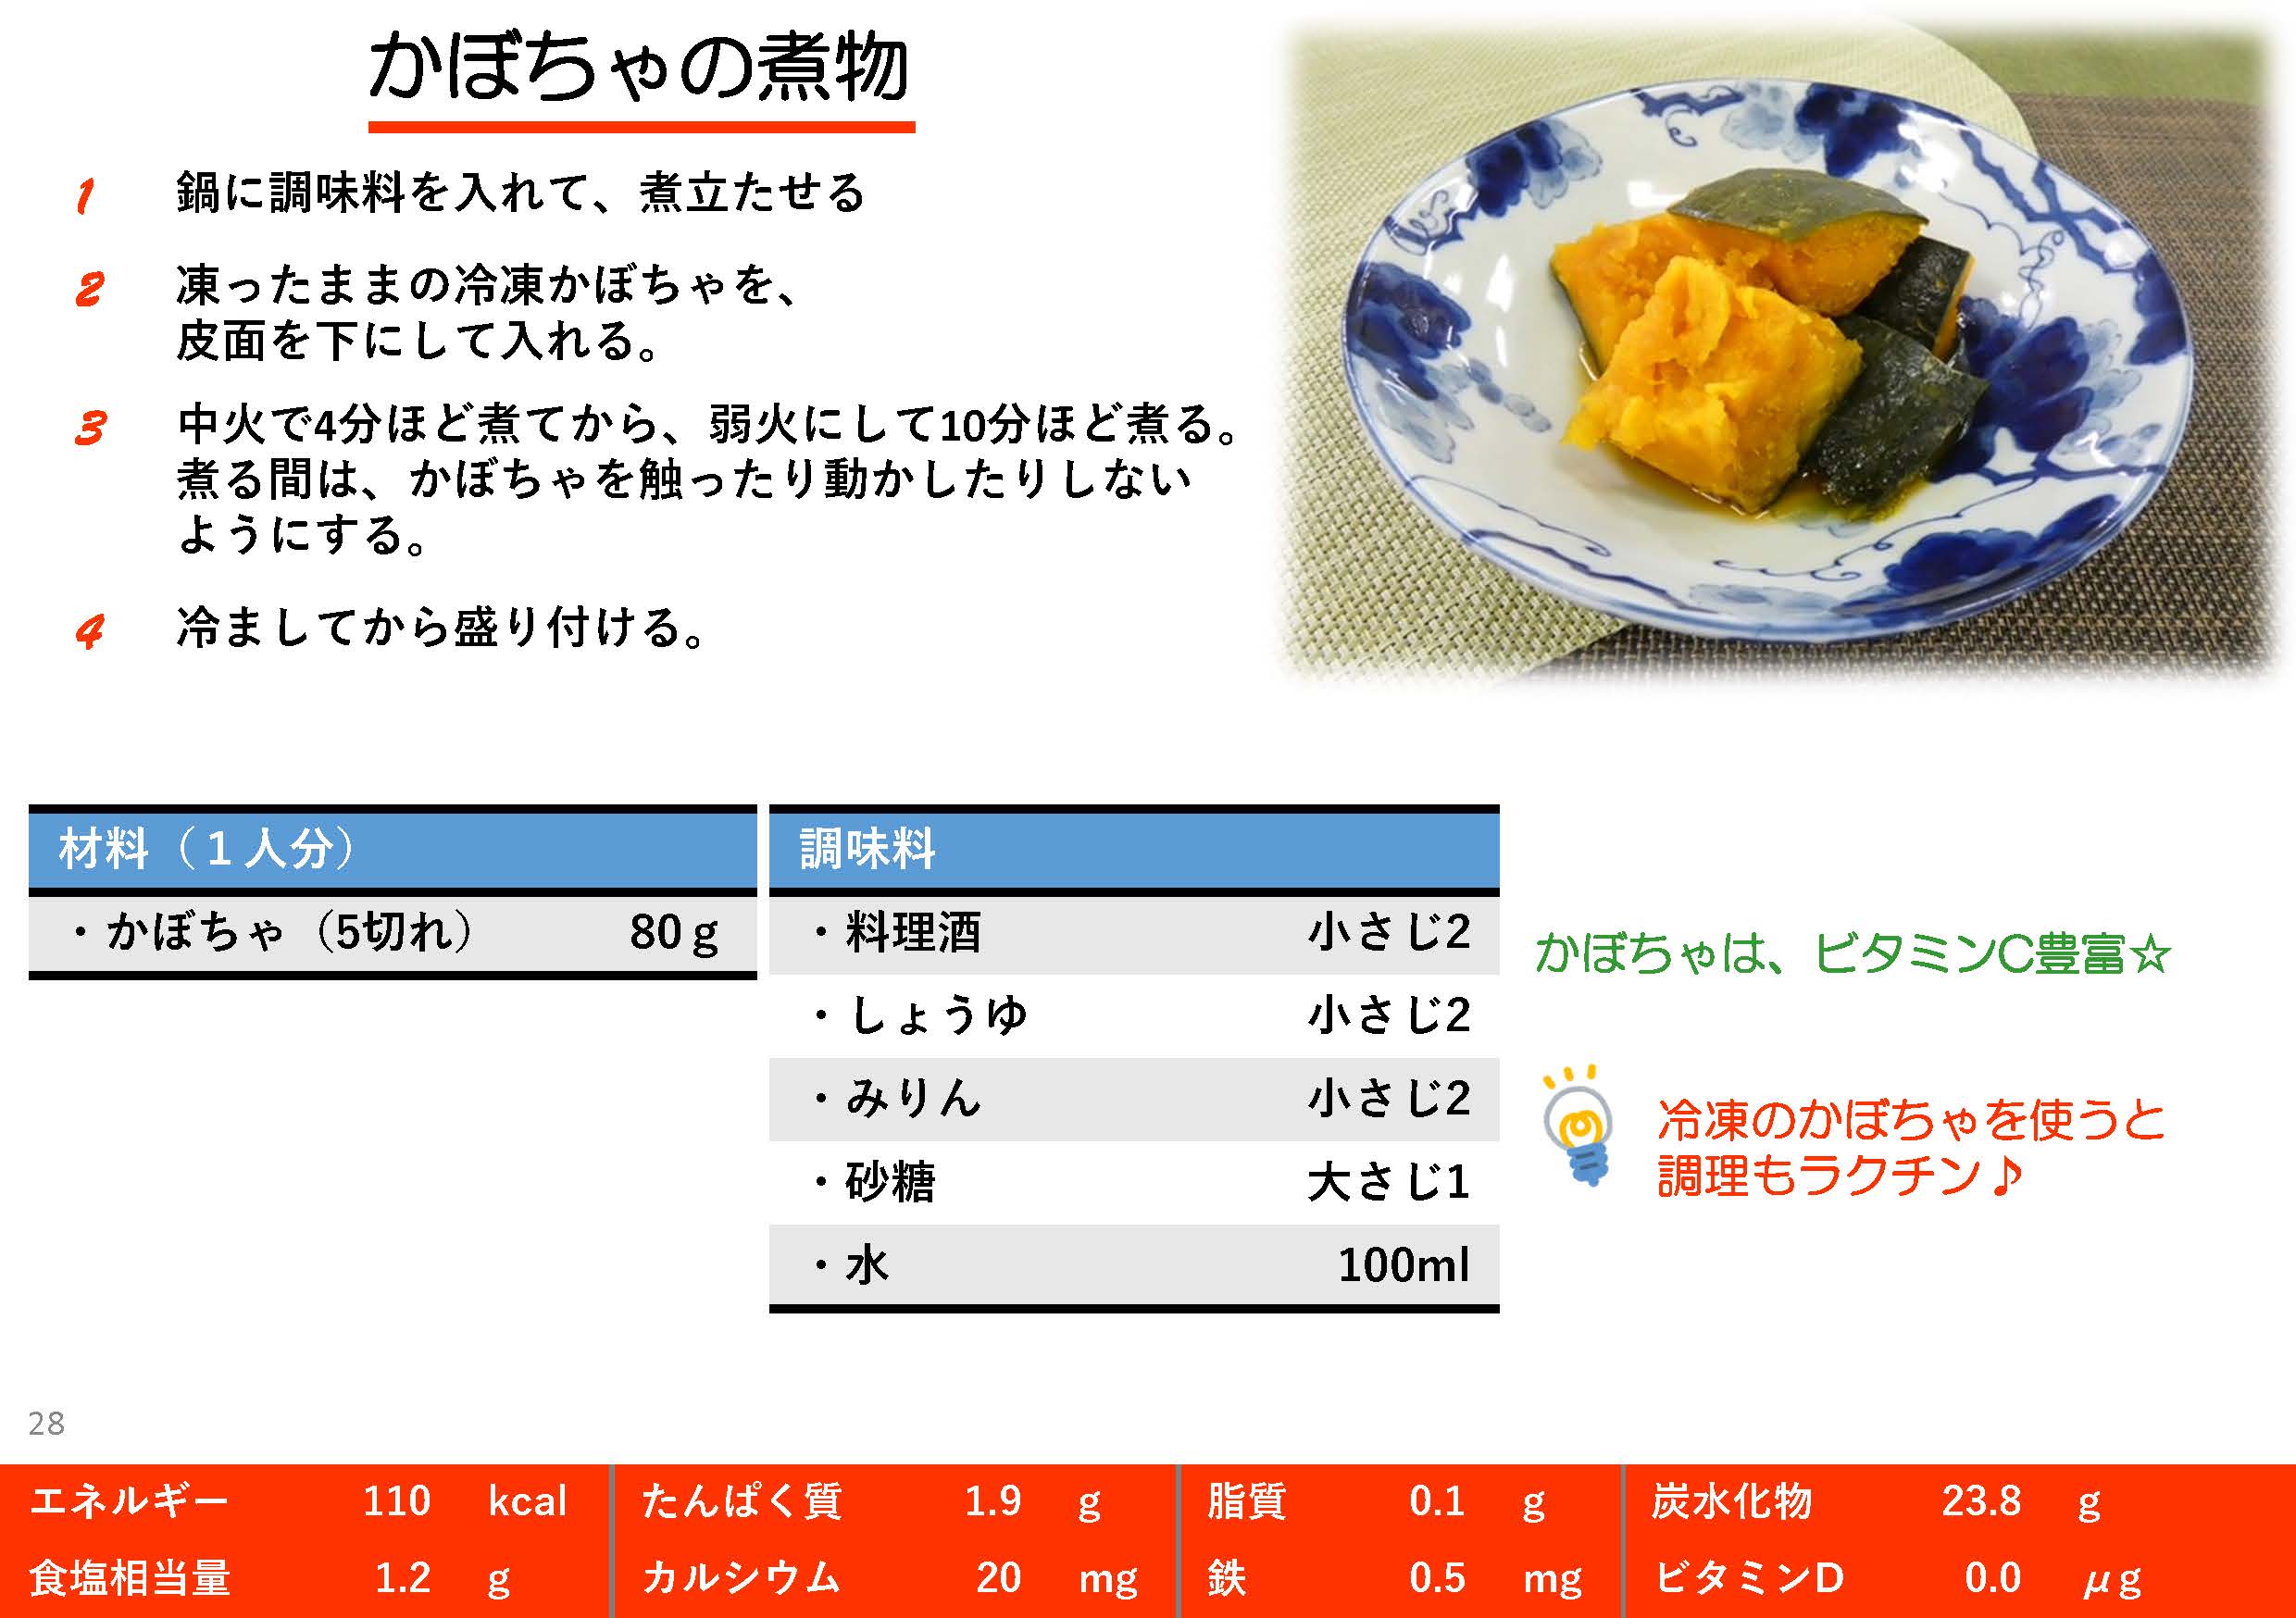 かぼちゃの煮物
1 鍋に調味料を入れて、煮立たせる
2 凍ったままの冷凍かぼちゃを、
皮面を下にして入れる。
3 中火で4分ほど煮てから、弱火にして10分ほど煮る。
煮る間は、かぼちゃを触ったり動かしたりしない
ようにする。
4 冷ましてから盛り付ける。
材料（１人分）
・かぼちゃ（5切れ） 80ｇ
調味料
・料理酒 小さじ2
・しょうゆ 小さじ2
・みりん 小さじ2
・砂糖 大さじ1
・水 100ml
かぼちゃは、ビタミンC豊富☆
冷凍のかぼちゃを使うと
調理もラクチン♪
28
エネルギー 110 kcal たんぱく質 1.9 g 脂質 0.1 g 炭水化物 23.8 g
食塩相当量 1.2 g カルシウム 20 mg 鉄 0.5 mg ビタミンD 0.0 μg